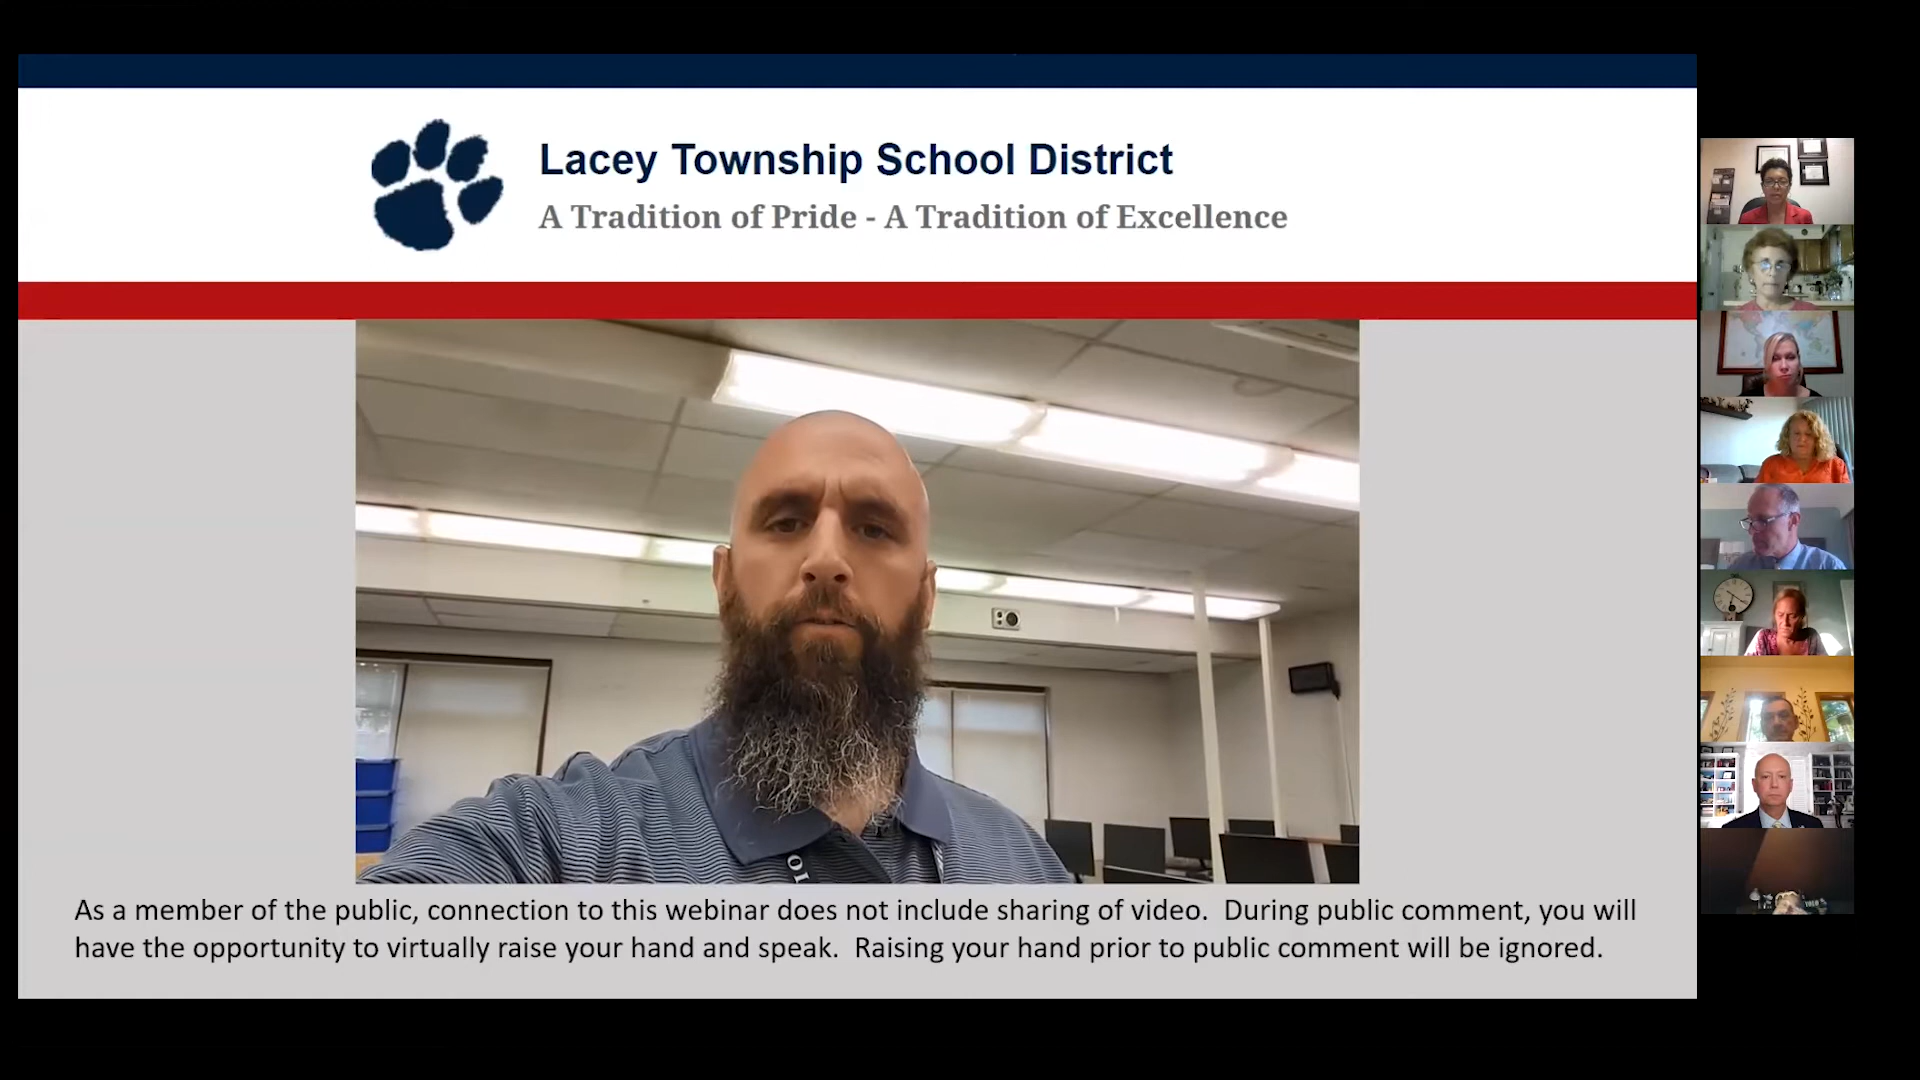 Lacey Township School District
A Tradition of Pride - A Tradition of Excellence
As a member of the public, connection to this webinar does not include sharing of video.  During public comment, you will
have the opportunity to virtually raise your hand and speak.  Raising your hand prior to public comment will be ignored.